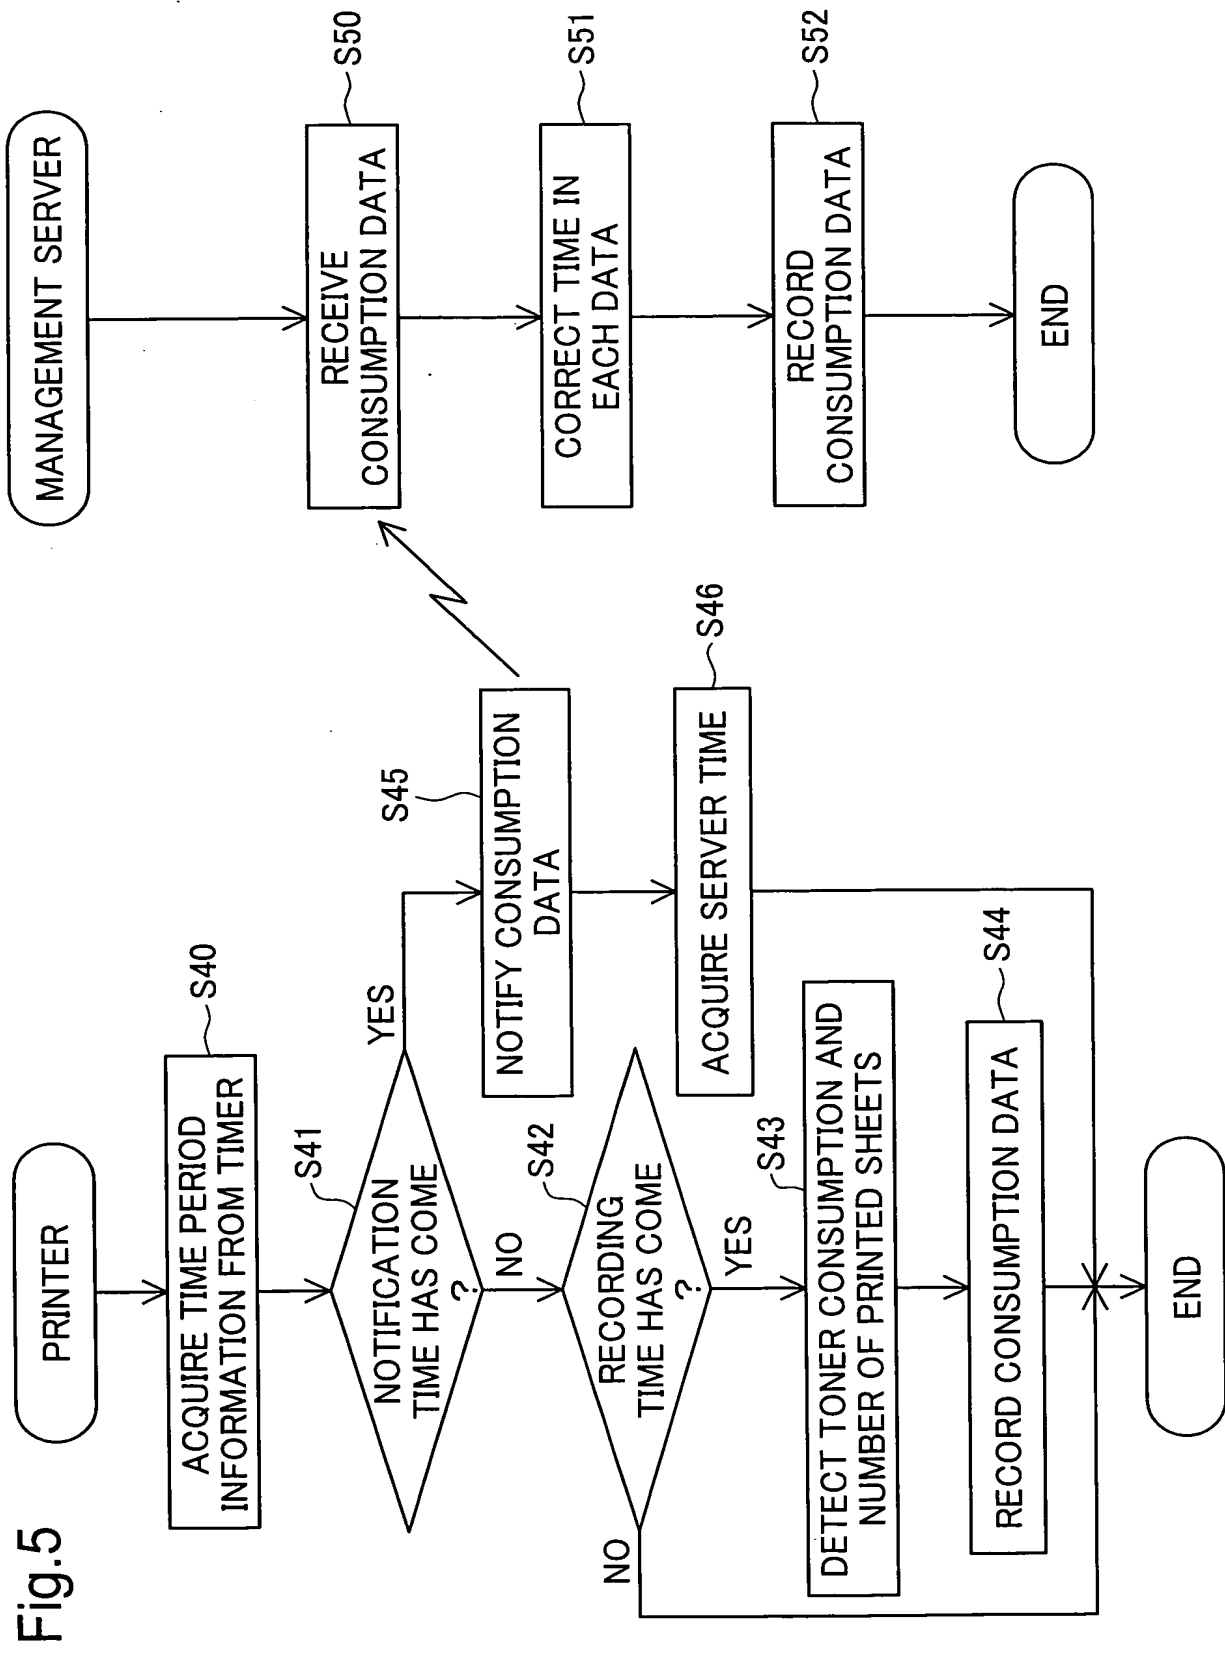 Fig.5
PRINTER
ACQUIRE TIME PERIOD
INFORMATION FROM TIMER
S40
NOTIFICATION
TIME HAS COME
?
S41
YES
NO
RECORDING
TIME HAS COME
?
S42
NO
YES
DETECT TONER CONSUMPTION AND
NUMBER OF PRINTED SHEETS
S43
RECORD CONSUMPTION DATA
S44
NOTIFY CONSUMPTION
DATA
S45
ACQUIRE SERVER TIME
S46
END
MANAGEMENT SERVER
RECEIVE
CONSUMPTION DATA
S50
CORRECT TIME IN
EACH DATA
S51
RECORD
CONSUMPTION DATA
S52
END